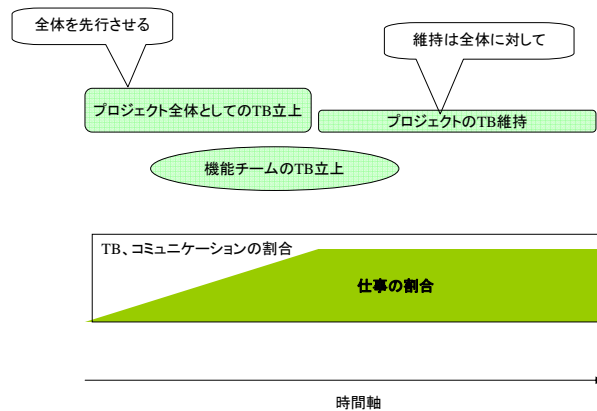 全体を先行させる
維持は全体に対して
プロジェクト全体としてのTB立上
プロジェクトのTB維持
機能チームのTB立上
TB、コミュニケーションの割合
仕事の割合
時間軸